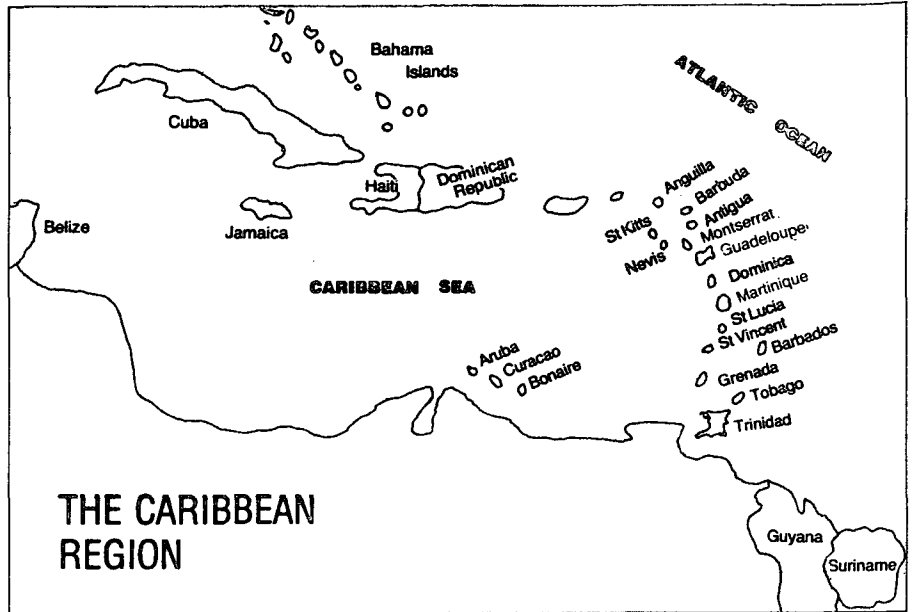 Bahama
Islands
ATLANTIC OCEAN
Cuba
Haiti
Dominican
Republic
Anguilla
Barbuda
Antigua
St Kitts
Montserrat
Nevis
Guadeloupe
Belize
Jamaica
CARIBBEAN SEA
Dominica
Martinique
St Lucia
St Vincent
Barbados
Aruba
Curacao
Bonaire
Grenada
Tobago
Trinidad
THE CARIBBEAN
REGION
Guyana
Suriname